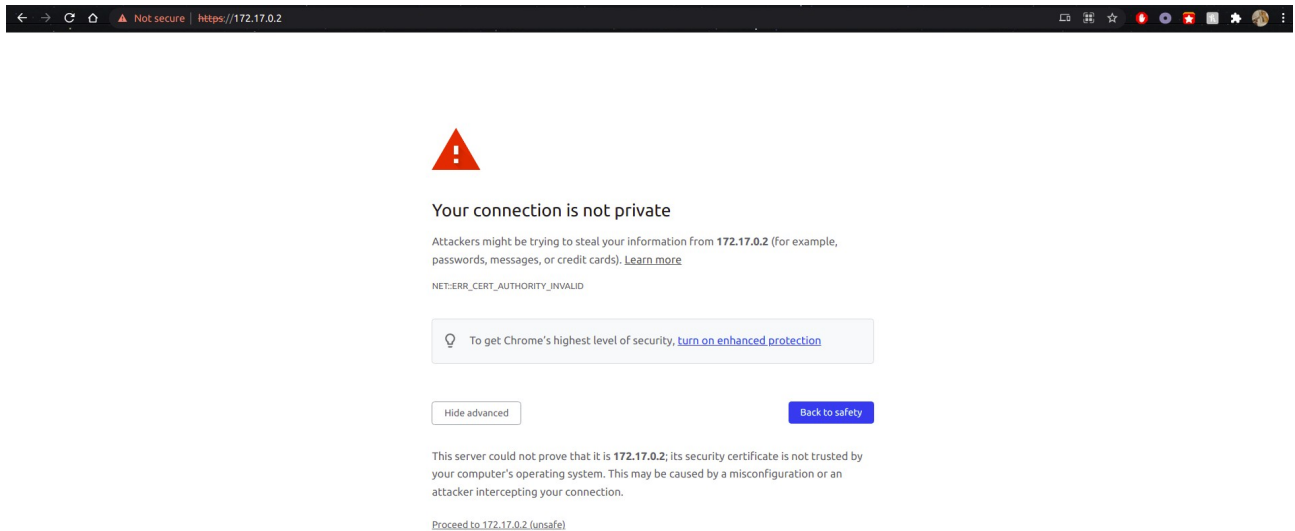 Not secure | https://172.17.0.2
Your connection is not private
Attackers might be trying to steal your information from 172.17.0.2 (for example,
passwords, messages, or credit cards). Learn more
NET::ERR_CERT_AUTHORITY_INVALID
To get Chrome's highest level of security, turn on enhanced protection
Hide advanced
Back to safety
This server could not prove that it is 172.17.0.2; its security certificate is not trusted by
your computer's operating system. This may be caused by a misconfiguration or an
attacker intercepting your connection.
Proceed to 172.17.0.2 (unsafe)